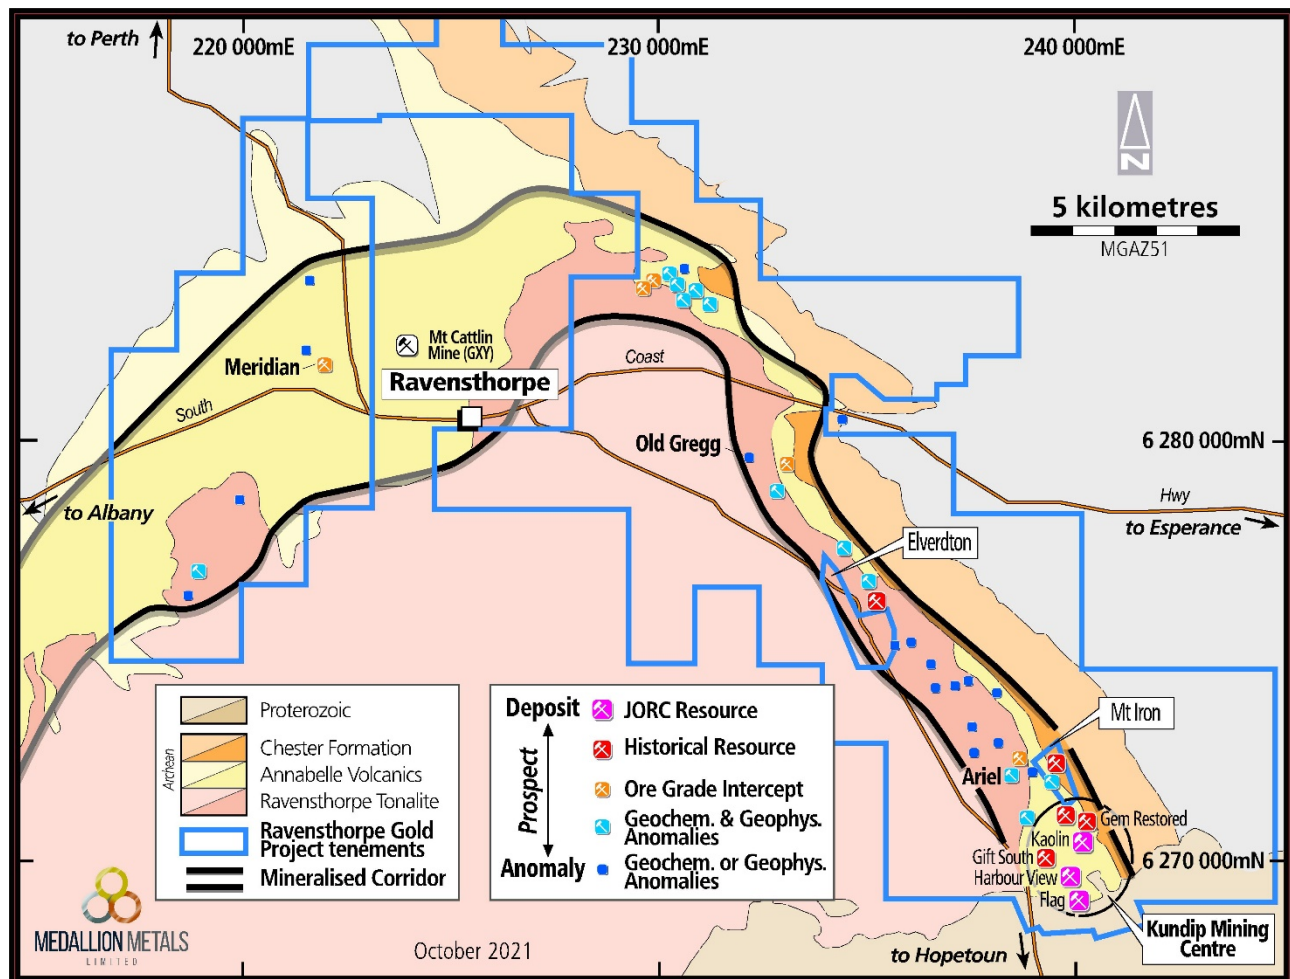 to Perth
220 000mE
230 000mE
240 000mE
N
5 kilometres
MGAZ51
Mt Cattlin
Mine (GXY)
Meridian
Ravensthorpe
South
Coast
Hwy
Old Gregg
6 280 000mN
to Albany
to Esperance
Elverdton
Mt Iron
Ariel
Gem Restored
Kaolin
Gift South
Harbour View
Flag
6 270 000mN
Kundip Mining
Centre
to Hopetoun
Archean
Proterozoic
Chester Formation
Annabelle Volcanics
Ravensthorpe Tonalite
Ravensthorpe Gold
Project tenements
Mineralised Corridor
Deposit
Prospect
Anomaly
JORC Resource
Historical Resource
Ore Grade Intercept
Geochem. & Geophys.
Anomalies
Geochem. or Geophys.
Anomalies
MEDALLION METALS
LIMITED
October 2021